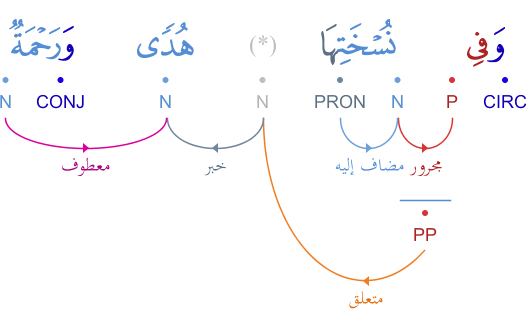 وَفِي نُسْخَتِهَا (*) هُدًى وَرَحْمَةٌ
CIRC P N PRON N N CONJ N
مجرور مضاف إليه خبر معطوف
PP
متعلق